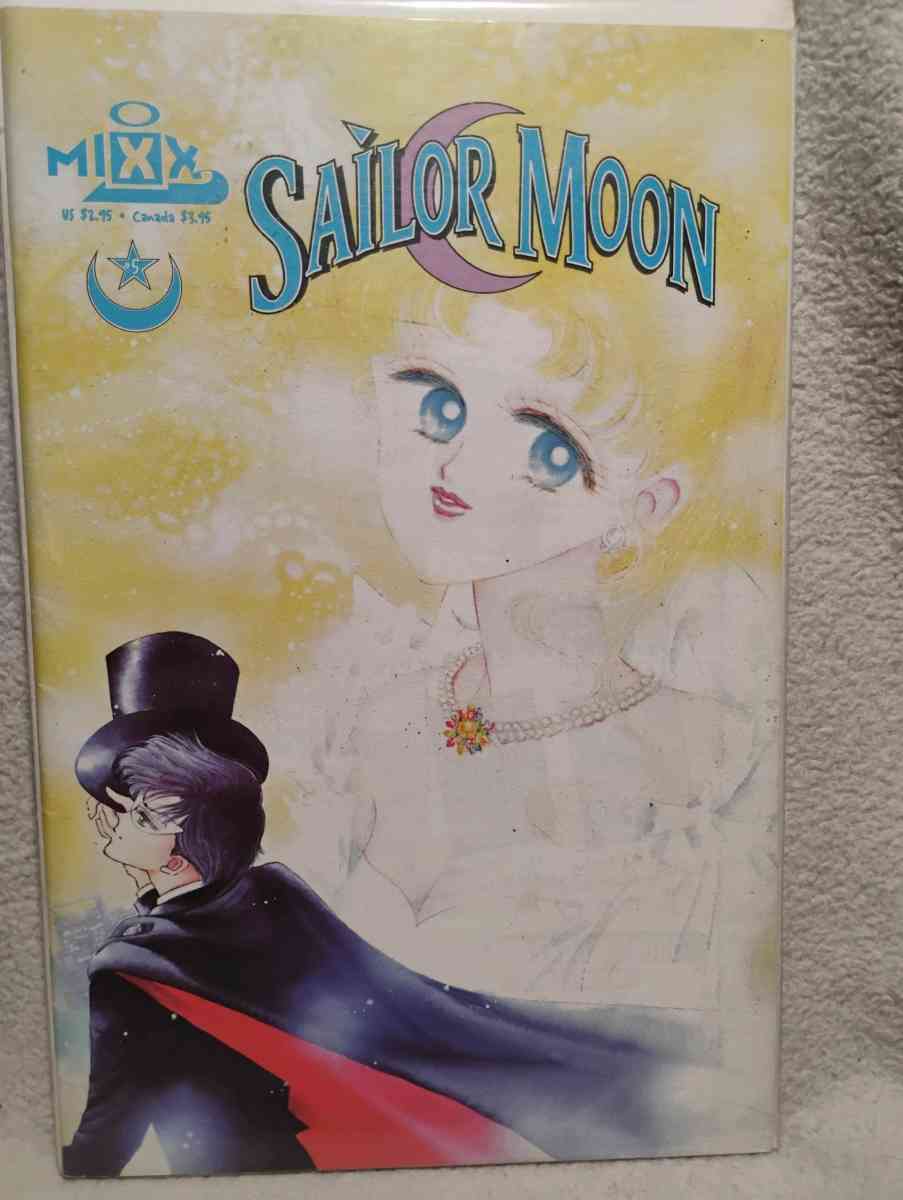 MIXX
US $2.95 • Canada $3.95
#5
SAILOR MOON